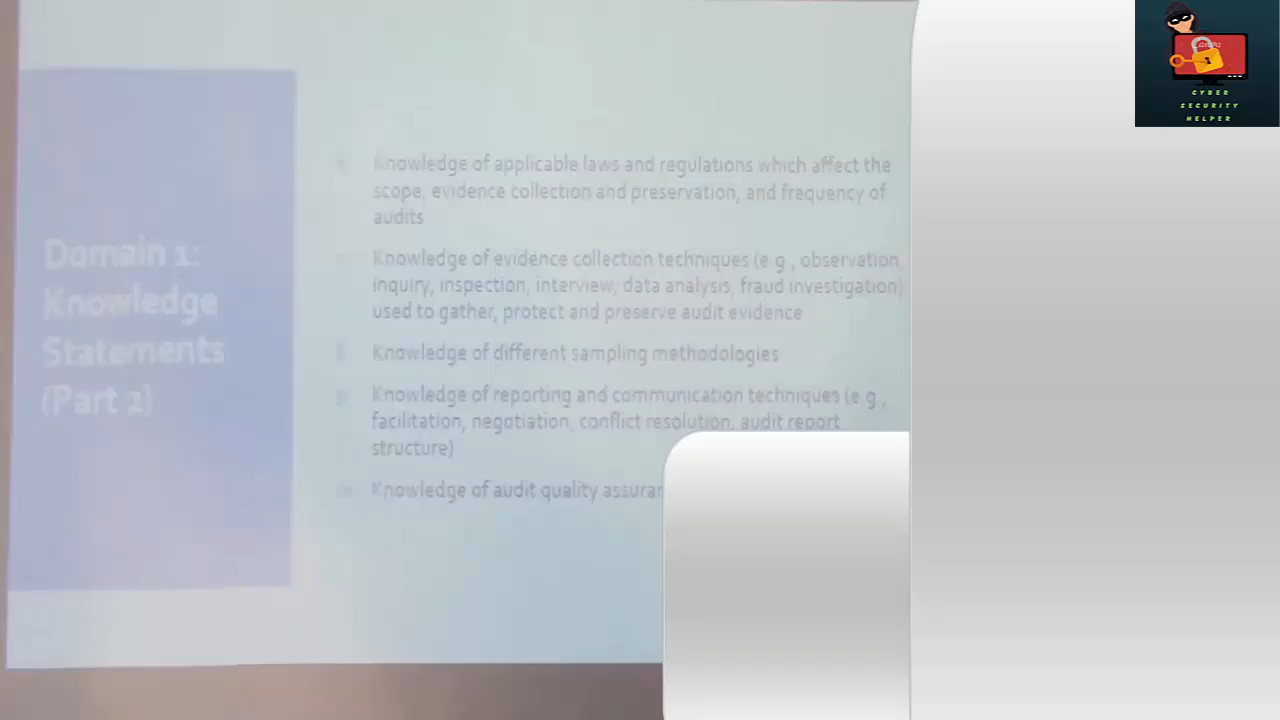 Domain 1:
Knowledge
Statements
(Part 2)
Knowledge of applicable laws and regulations which affect the
scope, evidence collection and preservation, and frequency of
audits
Knowledge of evidence collection techniques (e g , observation,
inquiry, inspection, interview, data analysis, fraud investigation)
used to gather, protect and preserve audit evidence
Knowledge of different sampling methodologies
Knowledge of reporting and communication techniques (e g ,
facilitation, negotiation, conflict resolution, audit report
structure)
Knowledge of audit quality
CYBER
SECURITY
HELPER